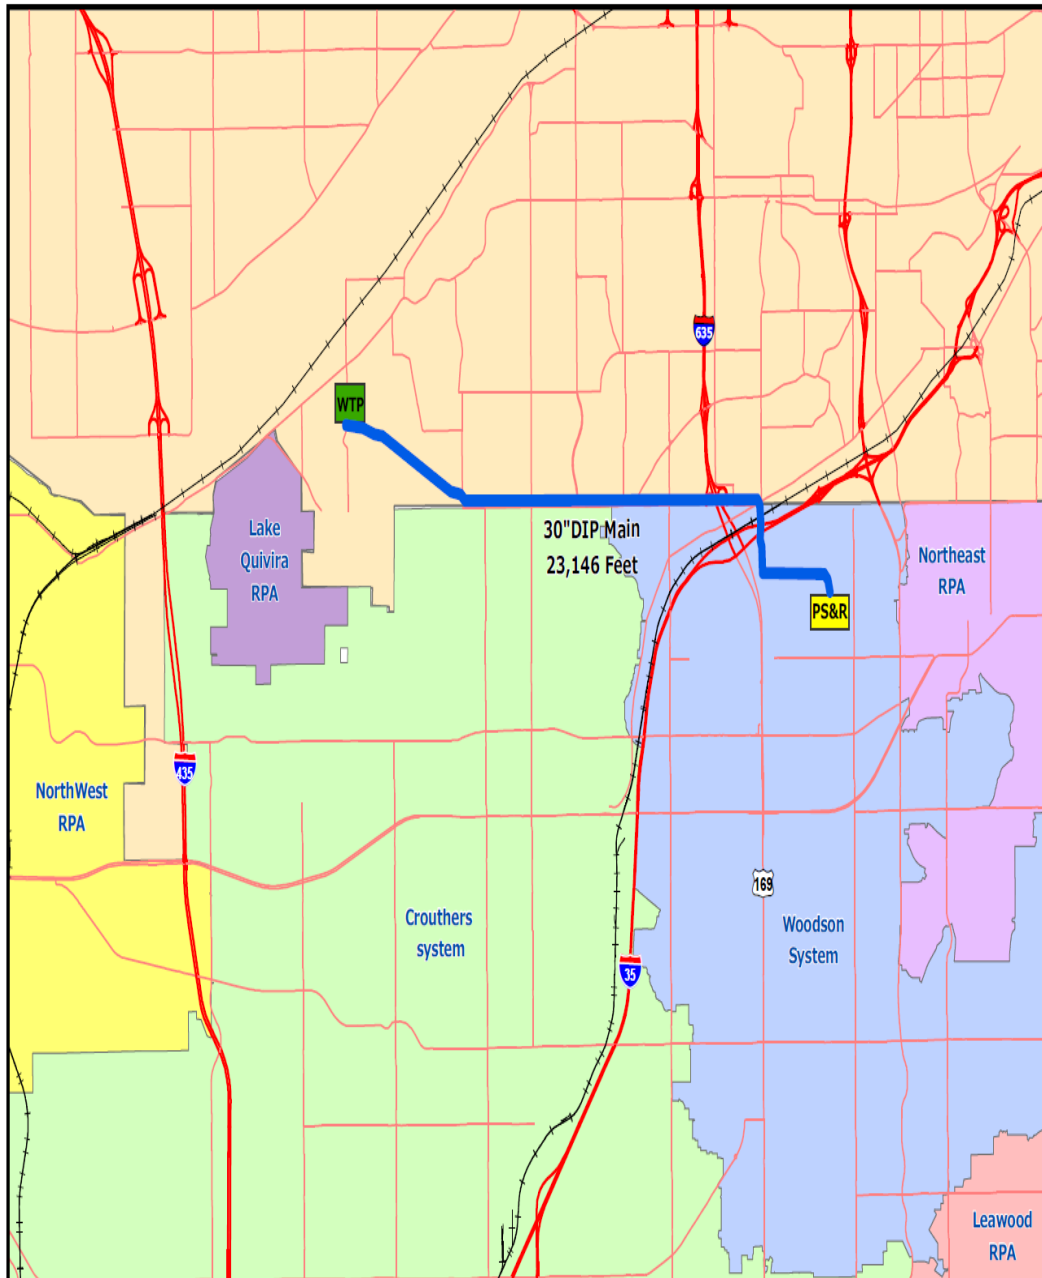 635
WTP
Lake
Quivira
RPA
30"DIP Main
23,146 Feet
Northeast
RPA
PS&R
435
NorthWest
RPA
169
Crouthers
system
Woodson
System
35
Leawood
RPA